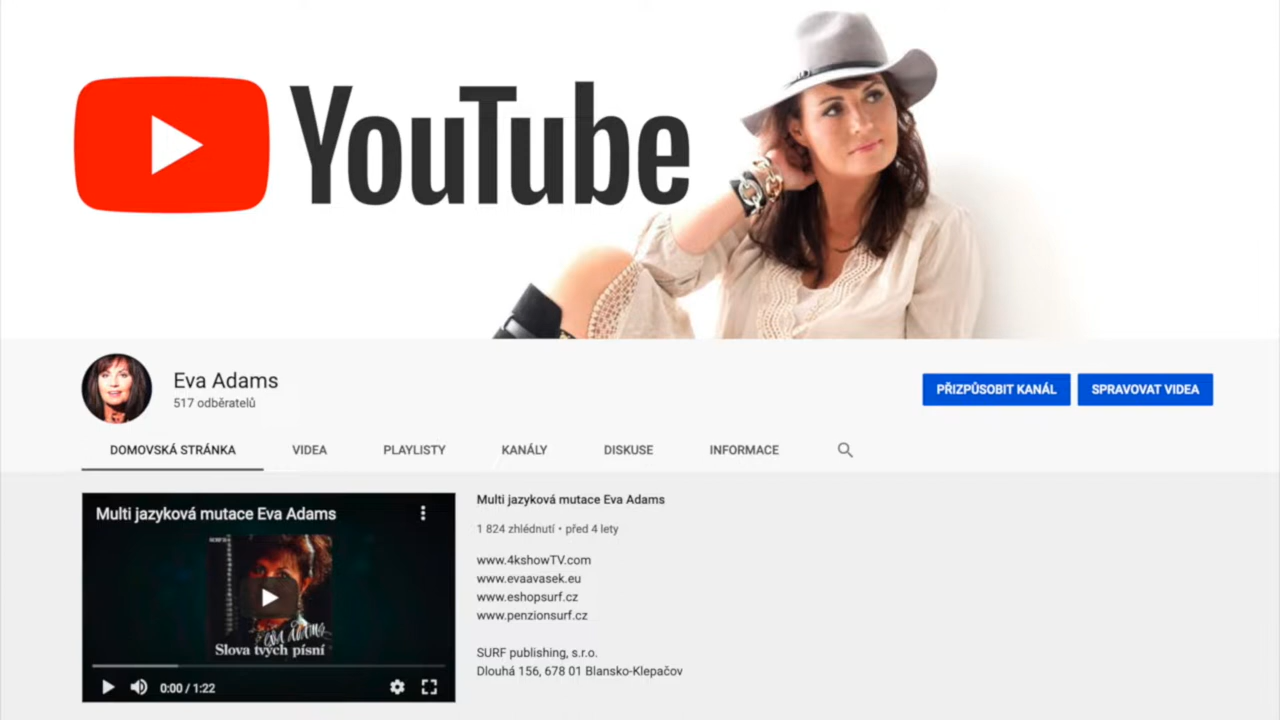 YouTube
Eva Adams
517 odběratelů
PŘIZPŮSOBIT KANÁL
SPRAVOVAT VIDEA
DOMOVSKÁ STRÁNKA
VIDEA
PLAYLISTY
KANÁLY
DISKUSE
INFORMACE
Multi jazyková mutace Eva Adams
eva adams
Slova tvých písní
0:00 / 1:22
Multi jazyková mutace Eva Adams
1 824 zhlédnutí • před 4 lety
www.4kshowTV.com
www.evaavasek.eu
www.eshopsurf.cz
www.penzionsurf.cz
SURF publishing, s.r.o.
Dlouhá 156, 678 01 Blansko-Klepačov